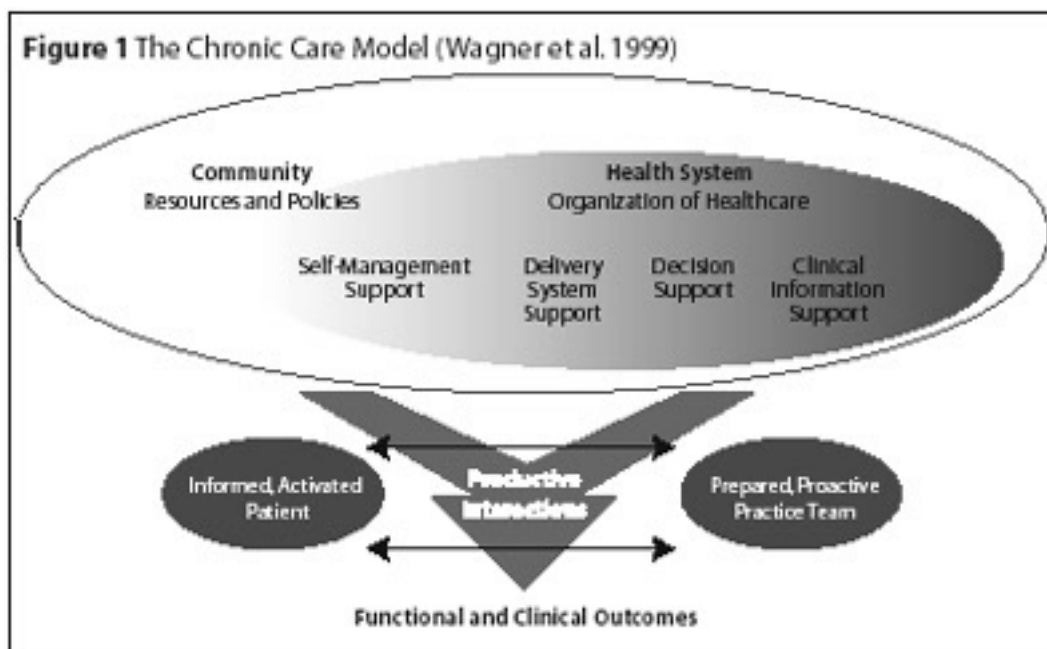 Figure 1 The Chronic Care Model (Wagner et al. 1999)
Community
Resources and Policies
Health System
Organization of Healthcare
Self-Management
Support
Delivery
System
Support
Decision
Support
Clinical
Information
Support
Informed, Activated
Patient
Productive
Interactions
Prepared, Proactive
Practice Team
Functional and Clinical Outcomes